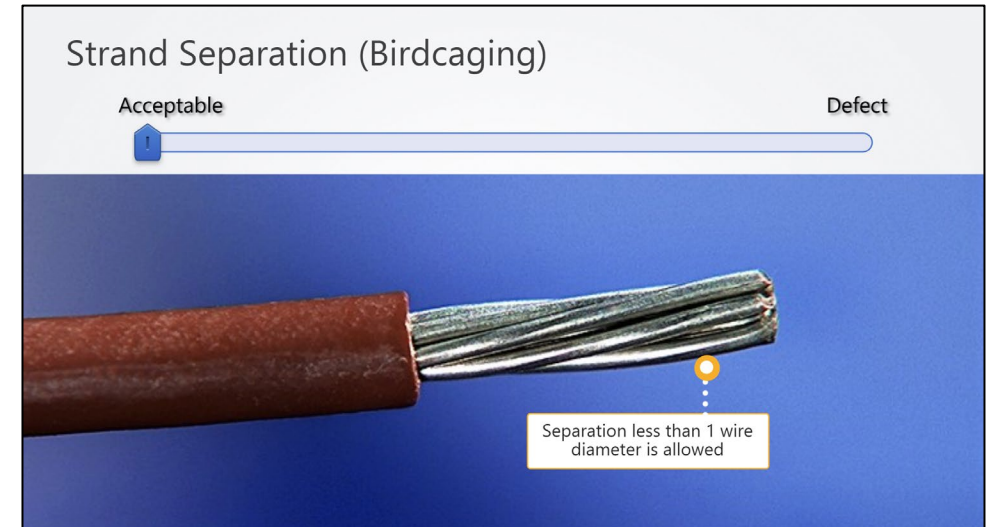 Strand Separation (Birdcaging)
Acceptable
Defect
Separation less than 1 wire
diameter is allowed